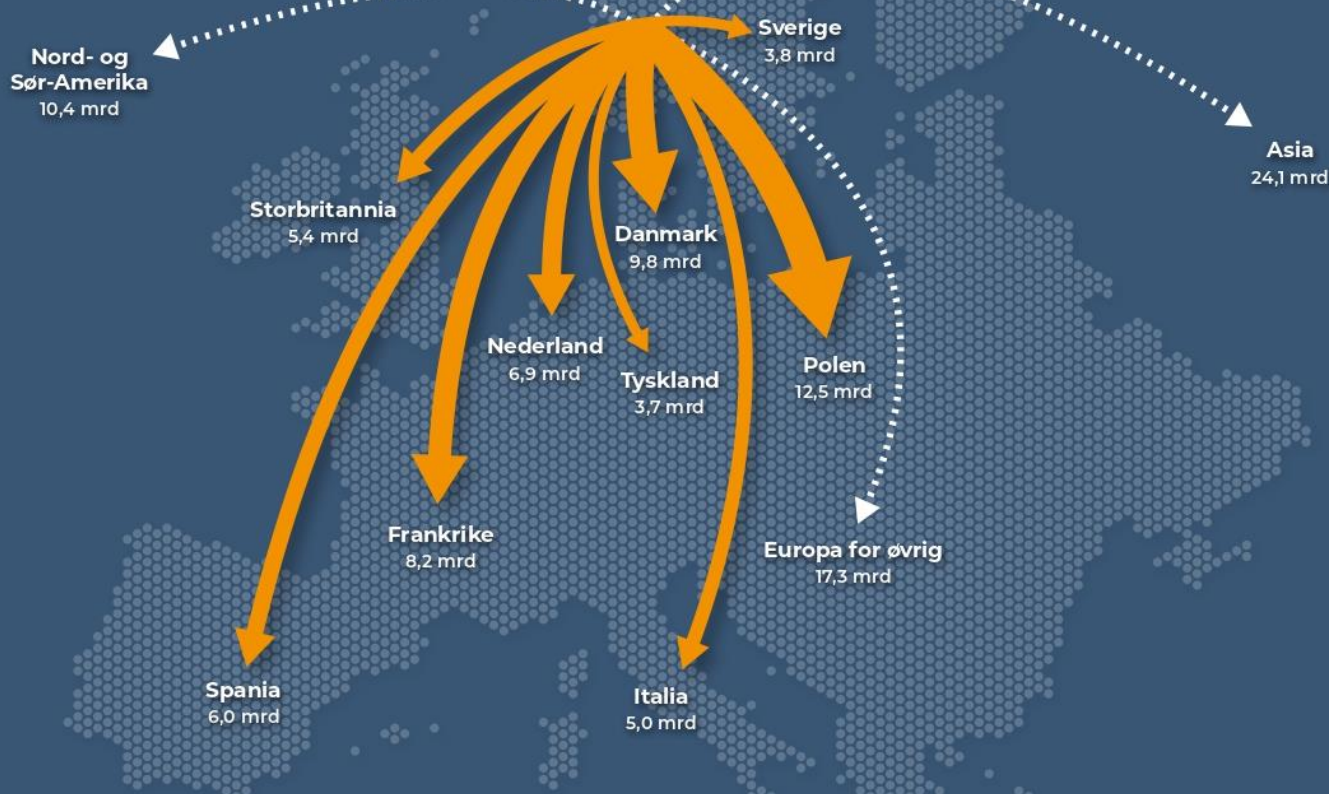 Sverige
3,8 mrd
Nord- og
Sør-Amerika
10,4 mrd
Asia
24,1 mrd
Storbritannia
5,4 mrd
Danmark
9,8 mrd
Nederland
6,9 mrd
Tyskland
3,7 mrd
Polen
12,5 mrd
Frankrike
8,2 mrd
Europa for øvrig
17,3 mrd
Spania
6,0 mrd
Italia
5,0 mrd